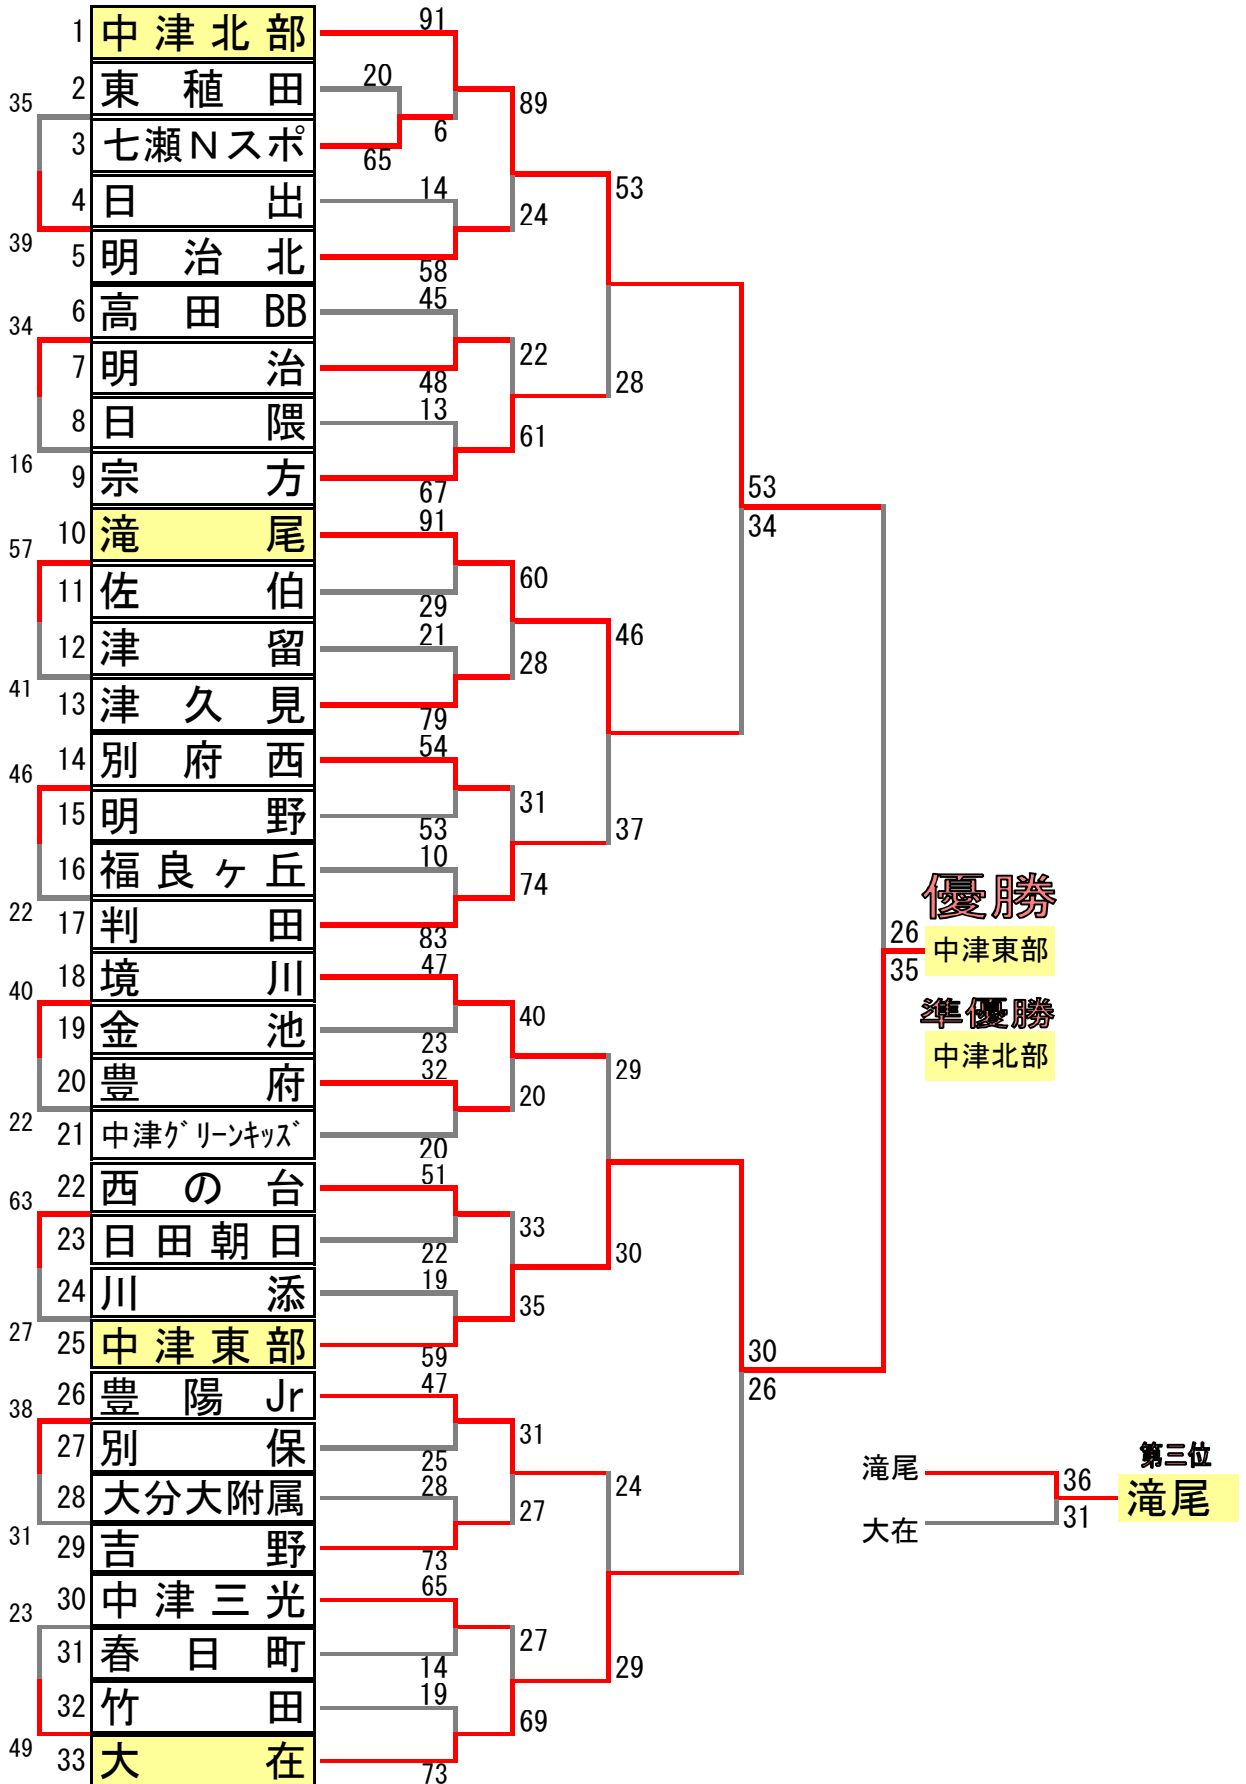 1 中津北部 91
2 東稙田 20
35
89
3 七瀬Nスポ 65
6
4 日出 14
53
24
39
5 明治北 58
6 高田BB 45
34
22
7 明治 48
28
8 日隈 13
61
16
9 宗方 67
53
10 滝尾 91
34
57
60
11 佐伯 29
12 津留 21
46
28
41
13 津久見 79
14 別府西 54
46
31
15 明野 53
37
16 福良ヶ丘 10
74
優勝
22
17 判田 83
26
中津東部
35
18 境川 47
40
準優勝
40
19 金池 23
中津北部
20 豊府 32
29
20
22
21 中津グリーンキッズ 20
22 西の台 51
63
33
23 日田朝日 22
30
24 川添 19
35
27
25 中津東部 59
30
26 豊陽Jr 47
26
38
31
27 別保 25
第三位
滝尾
36
滝尾
28 大分大附属 28
24
27
31
大在
31
29 吉野 73
30 中津三光 65
23
27
31 春日町 14
29
32 竹田 19
69
49
33 大在 73